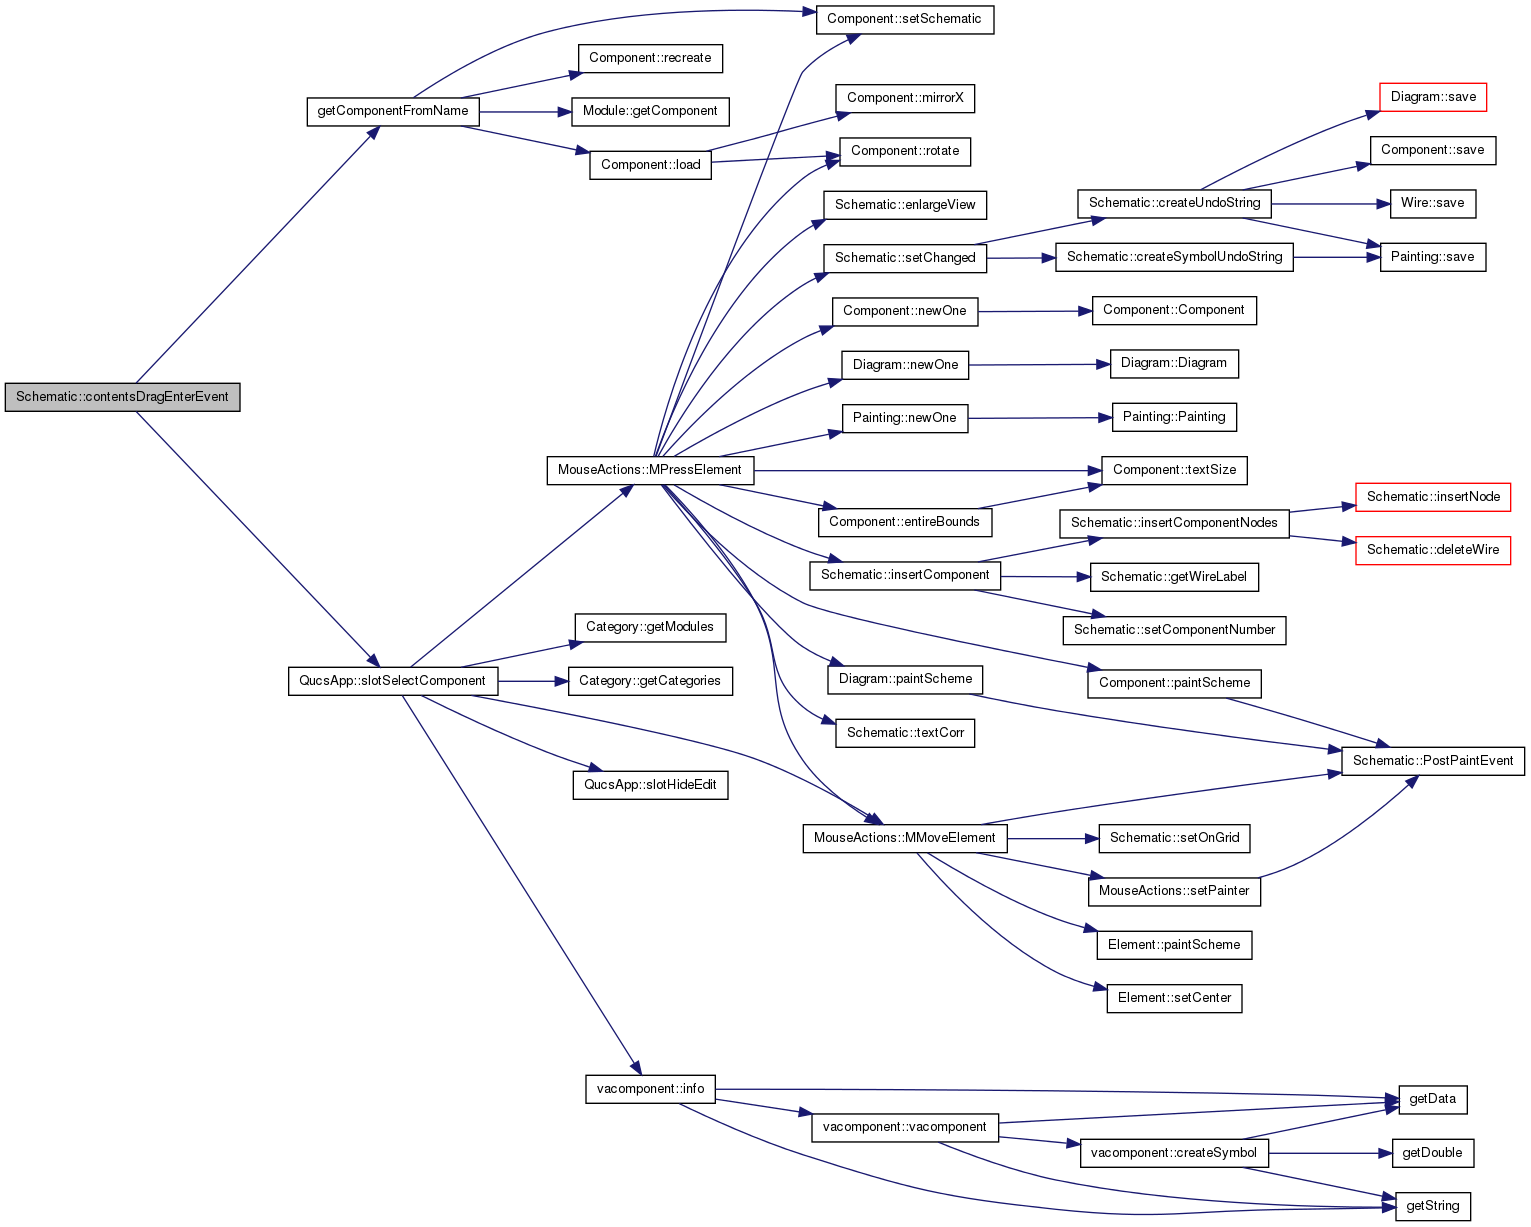 Schematic::contentsDragEnterEvent
getComponentFromName
Component::setSchematic
Component::recreate
Module::getComponent
Component::load
Component::mirrorX
Component::rotate
QucsApp::slotSelectComponent
MouseActions::MPressElement
Schematic::enlargeView
Schematic::setChanged
Schematic::createUndoString
Diagram::save
Component::save
Wire::save
Painting::save
Schematic::createSymbolUndoString
Component::newOne
Component::Component
Diagram::newOne
Diagram::Diagram
Painting::newOne
Painting::Painting
Component::textSize
Component::entireBounds
Schematic::insertComponent
Schematic::insertComponentNodes
Schematic::insertNode
Schematic::deleteWire
Schematic::getWireLabel
Schematic::setComponentNumber
Diagram::paintScheme
Component::paintScheme
Schematic::textCorr
Schematic::PostPaintEvent
Category::getModules
Category::getCategories
QucsApp::slotHideEdit
MouseActions::MMoveElement
Schematic::setOnGrid
MouseActions::setPainter
Element::paintScheme
Element::setCenter
vacomponent::info
vacomponent::vacomponent
vacomponent::createSymbol
getData
getDouble
getString